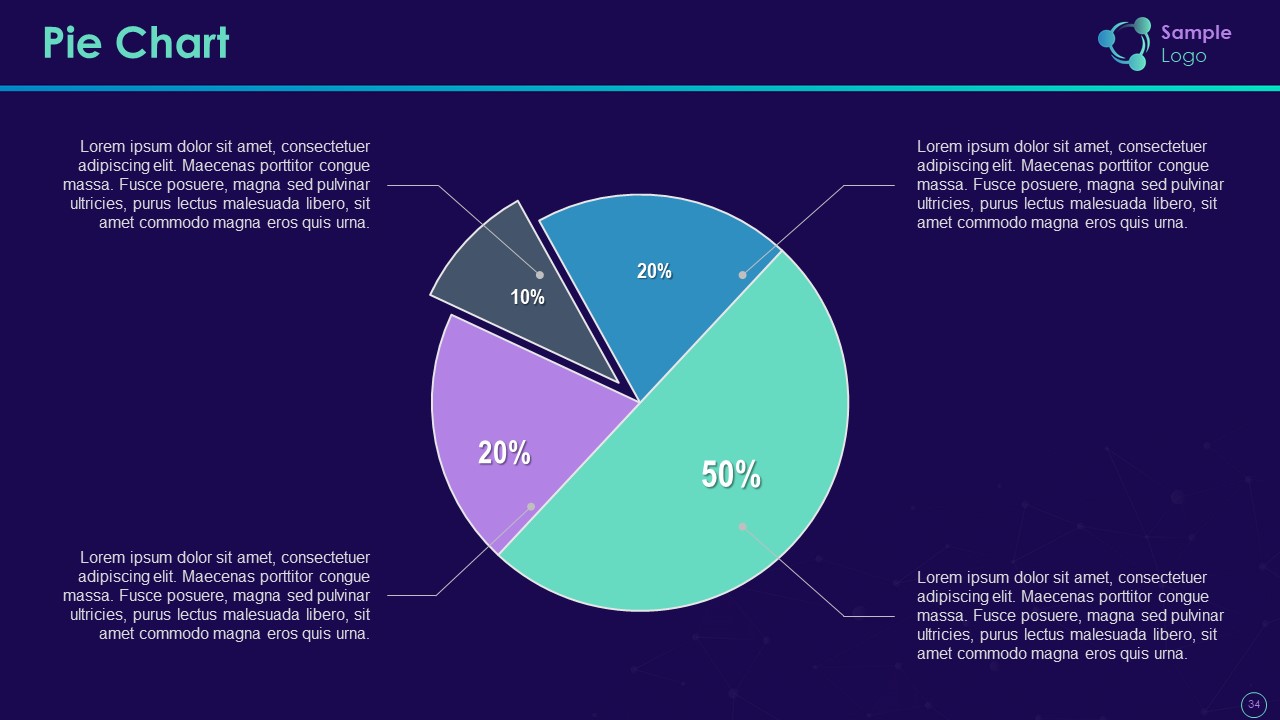 Pie Chart
Sample
Logo
Lorem ipsum dolor sit amet, consectetuer
adipiscing elit. Maecenas porttitor congue
massa. Fusce posuere, magna sed pulvinar
ultricies, purus lectus malesuada libero, sit
amet commodo magna eros quis urna.
Lorem ipsum dolor sit amet, consectetuer
adipiscing elit. Maecenas porttitor congue
massa. Fusce posuere, magna sed pulvinar
ultricies, purus lectus malesuada libero, sit
amet commodo magna eros quis urna.
20%
10%
20%
50%
Lorem ipsum dolor sit amet, consectetuer
adipiscing elit. Maecenas porttitor congue
massa. Fusce posuere, magna sed pulvinar
ultricies, purus lectus malesuada libero, sit
amet commodo magna eros quis urna.
Lorem ipsum dolor sit amet, consectetuer
adipiscing elit. Maecenas porttitor congue
massa. Fusce posuere, magna sed pulvinar
ultricies, purus lectus malesuada libero, sit
amet commodo magna eros quis urna.
34